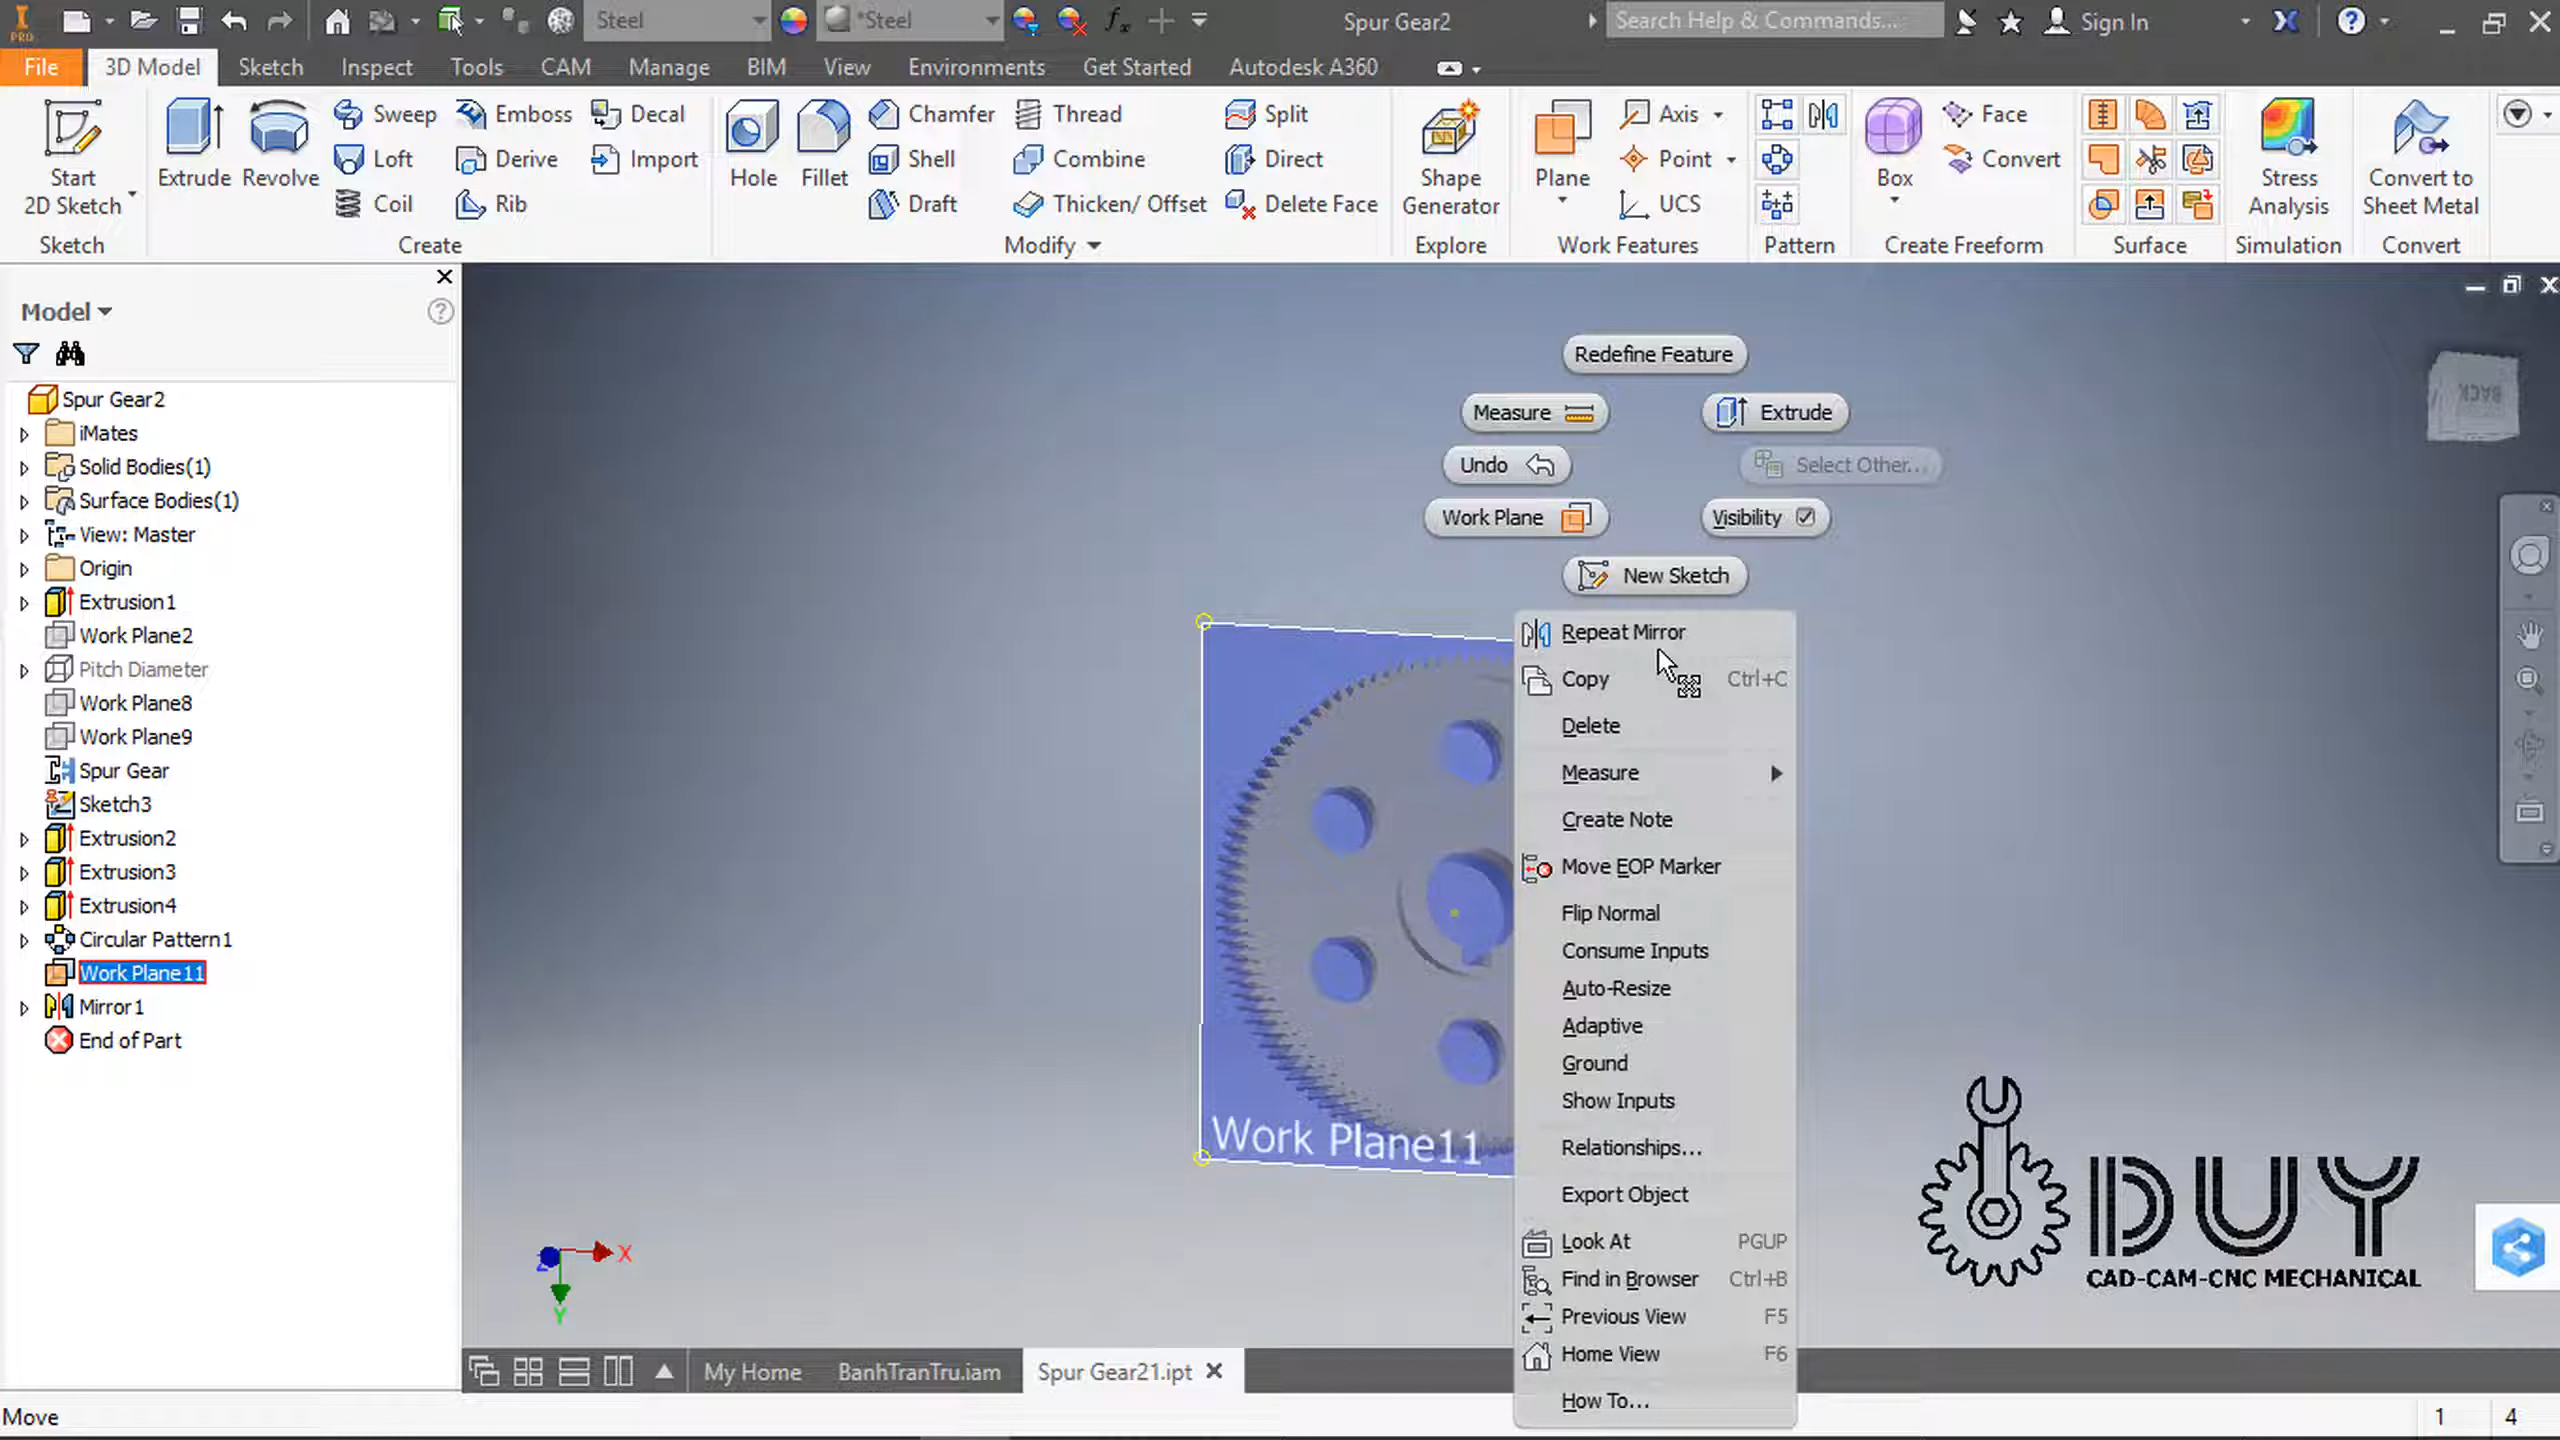 PRO
Steel
*Steel
fx
Spur Gear2
Search Help & Commands...
Sign In
File
3D Model
Sketch
Inspect
Tools
CAM
Manage
BIM
View
Environments
Get Started
Autodesk A360
Start
2D Sketch
Extrude
Revolve
Sweep
Loft
Coil
Emboss
Derive
Rib
Decal
Import
Hole
Fillet
Chamfer
Shell
Draft
Thread
Combine
Thicken/ Offset
Split
Direct
Delete Face
Shape
Generator
Plane
Axis
Point
UCS
Box
Face
Convert
Stress
Analysis
Convert to
Sheet Metal
Sketch
Create
Modify
Explore
Work Features
Pattern
Create Freeform
Surface
Simulation
Convert
Model
Spur Gear2
iMates
Solid Bodies(1)
Surface Bodies(1)
View: Master
Origin
Extrusion1
Work Plane2
Pitch Diameter
Work Plane8
Work Plane9
Spur Gear
Sketch3
Extrusion2
Extrusion3
Extrusion4
Circular Pattern1
Work Plane11
Mirror1
End of Part
Redefine Feature
Measure
Extrude
Undo
Select Other...
Work Plane
Visibility
New Sketch
BACK
Repeat Mirror
Copy Ctrl+C
Delete
Measure
Create Note
Move EOP Marker
Flip Normal
Consume Inputs
Auto-Resize
Adaptive
Ground
Show Inputs
Relationships...
Export Object
Look At PGUP
Find in Browser Ctrl+B
Previous View F5
Home View F6
How To...
Work Plane11
X
Y
Z
DUY
CAD-CAM-CNC MECHANICAL
My Home
BanhTranTru.iam
Spur Gear21.ipt
Move
1 4